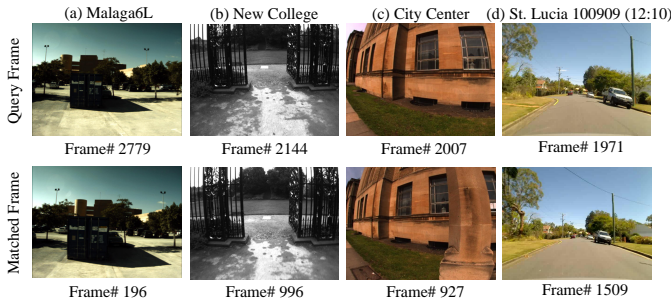 (a) Malaga6L (b) New College (c) City Center (d) St. Lucia 100909 (12:10)
Query Frame
Frame# 2779 Frame# 2144 Frame# 2007 Frame# 1971
Matched Frame
Frame# 196 Frame# 996 Frame# 927 Frame# 1509